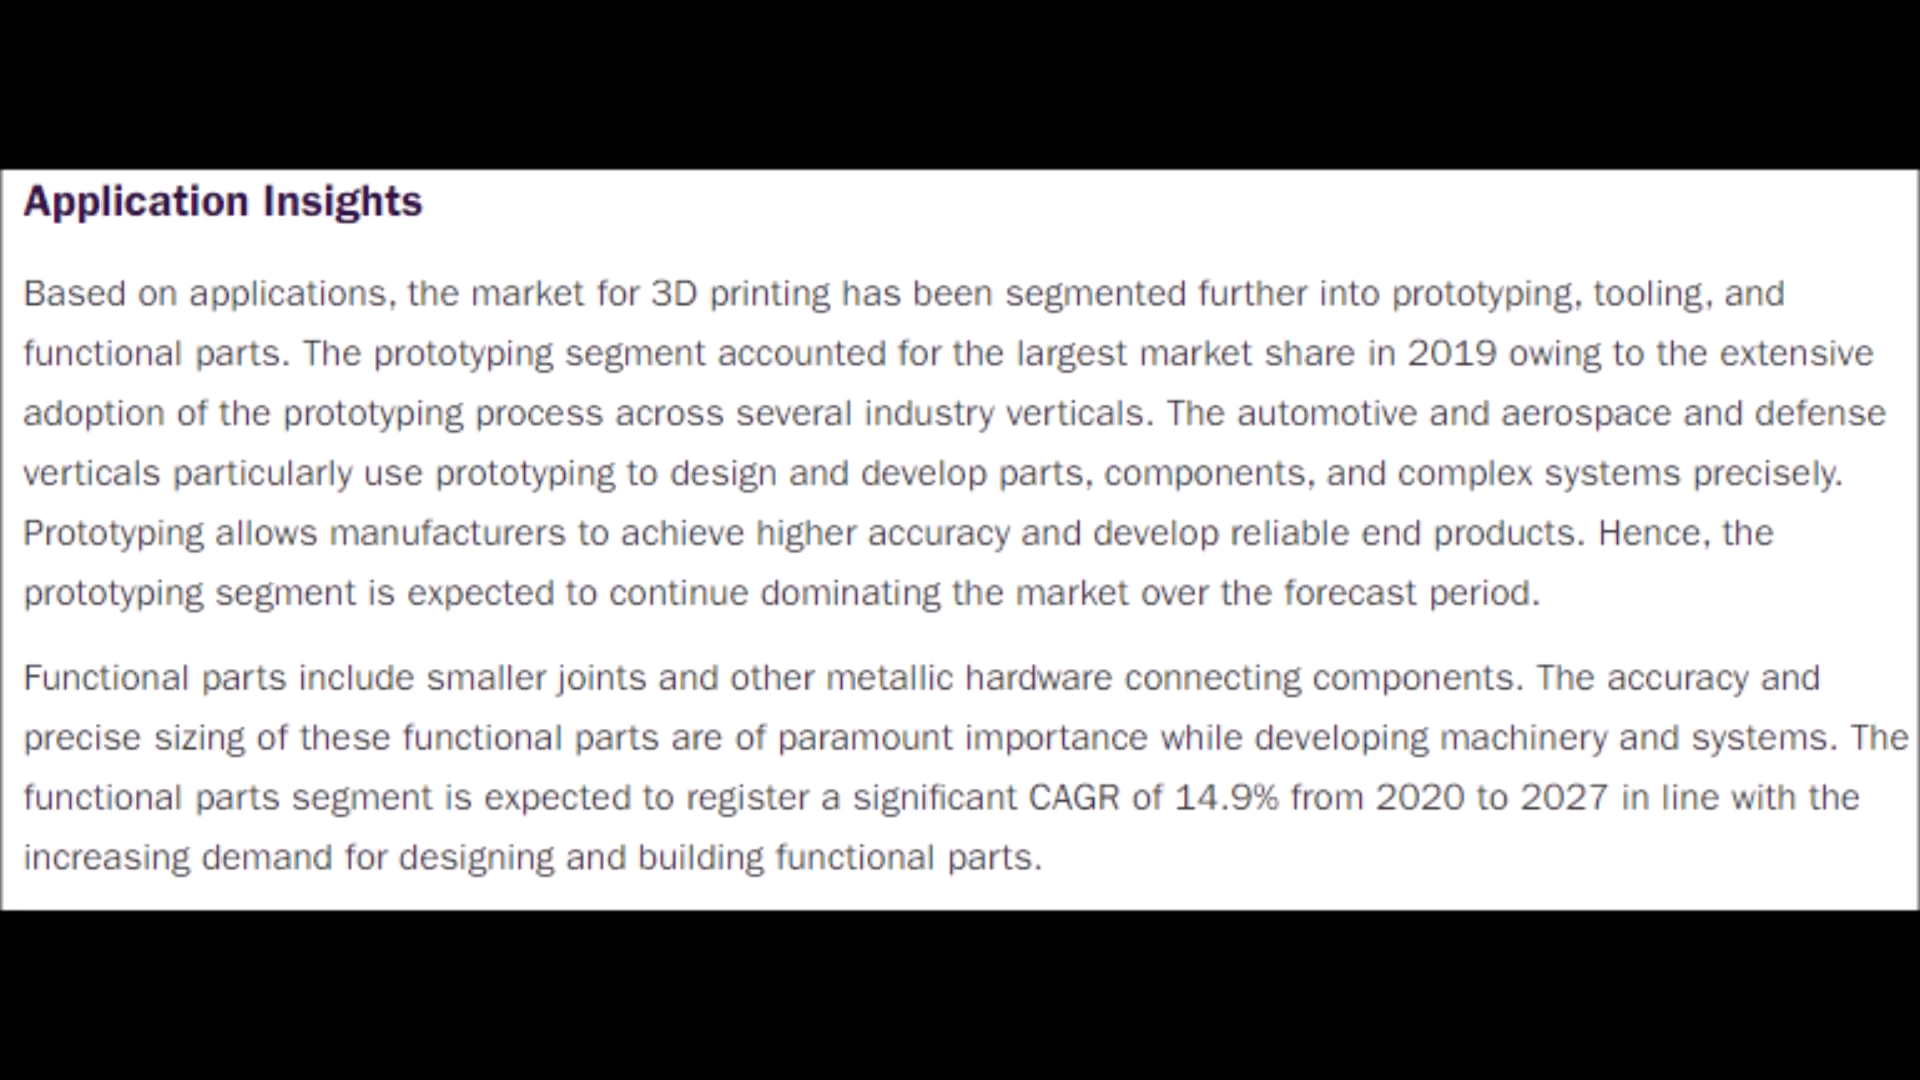 Application Insights
Based on applications, the market for 3D printing has been segmented further into prototyping, tooling, and
functional parts. The prototyping segment accounted for the largest market share in 2019 owing to the extensive
adoption of the prototyping process across several industry verticals. The automotive and aerospace and defense
verticals particularly use prototyping to design and develop parts, components, and complex systems precisely.
Prototyping allows manufacturers to achieve higher accuracy and develop reliable end products. Hence, the
prototyping segment is expected to continue dominating the market over the forecast period.
Functional parts include smaller joints and other metallic hardware connecting components. The accuracy and
precise sizing of these functional parts are of paramount importance while developing machinery and systems. The
functional parts segment is expected to register a significant CAGR of 14.9% from 2020 to 2027 in line with the
increasing demand for designing and building functional parts.